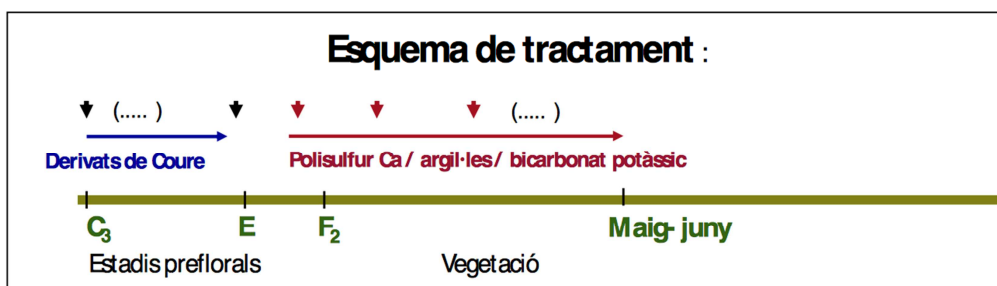 Esquema de tractament :
(..... ) (..... )
Derivats de Coure Polisulfur Ca / argil·les / bicarbonat potàssic
C3 E F2 Maig- juny
Estadis preflorals Vegetació